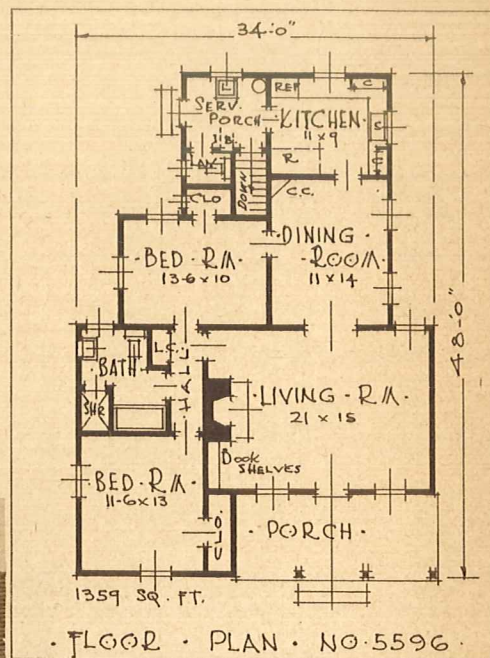 34'-0"
SERV.
PORCH
REF
C
KITCHEN
11 x 9
R
S
CLO
DOWN
C.C.
DINING
ROOM
11 x 14
BED · RM
13-6 x 10
48'-0"
L.C.
BATH
HALL
SHR
LIVING · RM
21 x 15
BOOK
SHELVES
BED · RM
11-6 x 13
CLO.
· PORCH ·
1359 SQ. FT.
· FLOOR · PLAN · NO. 5596 ·